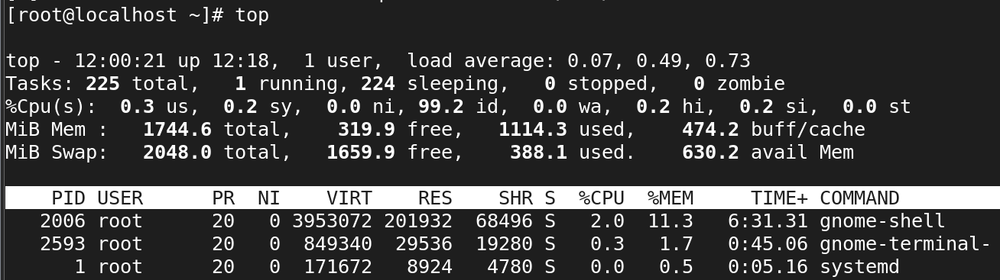 [root@localhost ~]# top
top - 12:00:21 up 12:18,  1 user,  load average: 0.07, 0.49, 0.73
Tasks: 225 total,   1 running, 224 sleeping,   0 stopped,   0 zombie
%Cpu(s):  0.3 us,  0.2 sy,  0.0 ni, 99.2 id,  0.0 wa,  0.2 hi,  0.2 si,  0.0 st
MiB Mem :   1744.6 total,    319.9 free,   1114.3 used,    474.2 buff/cache
MiB Swap:   2048.0 total,   1659.9 free,    388.1 used.    630.2 avail Mem
    PID USER      PR  NI    VIRT    RES    SHR S  %CPU  %MEM     TIME+ COMMAND
   2006 root      20   0 3953072 201932  68496 S   2.0  11.3   6:31.31 gnome-shell
   2593 root      20   0  849340  29536  19280 S   0.3   1.7   0:45.06 gnome-terminal-
      1 root      20   0  171672   8924   4780 S   0.0   0.5   0:05.16 systemd